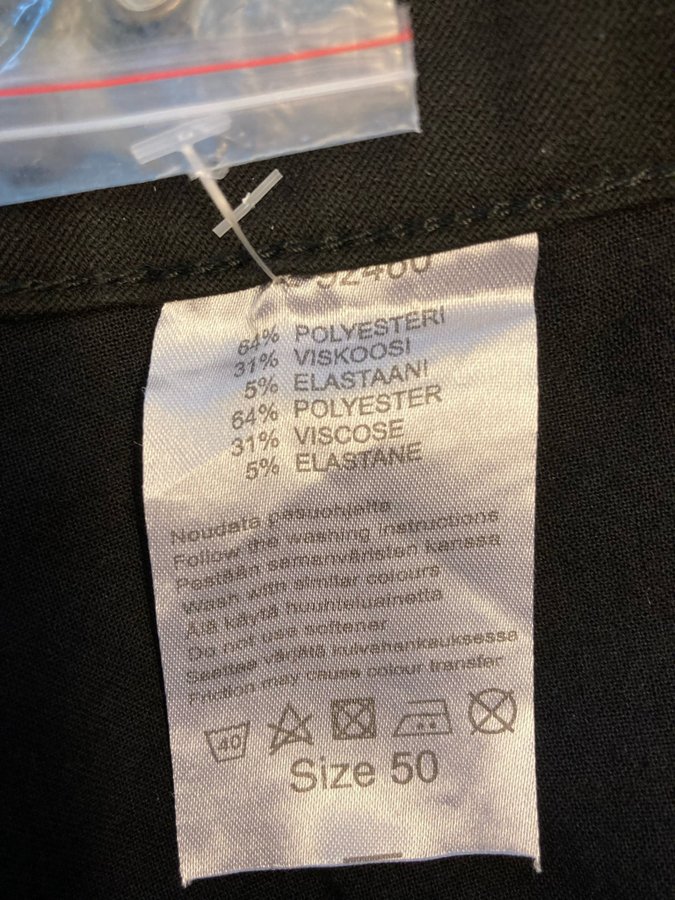 92460
64% POLYESTERI
31% VISKOOSI
5% ELASTAANI
64% POLYESTER
31% VISCOSE
5% ELASTANE
Noudata pesuohjetta
Follow the washing instructions
Pestään samanväristen kanssa
Wash with similar colours
Älä käytä huuhteluainetta
Do not use softener
Saattaa värjätä kuivahankauksessa
Friction may cause colour transfer
40
Size 50